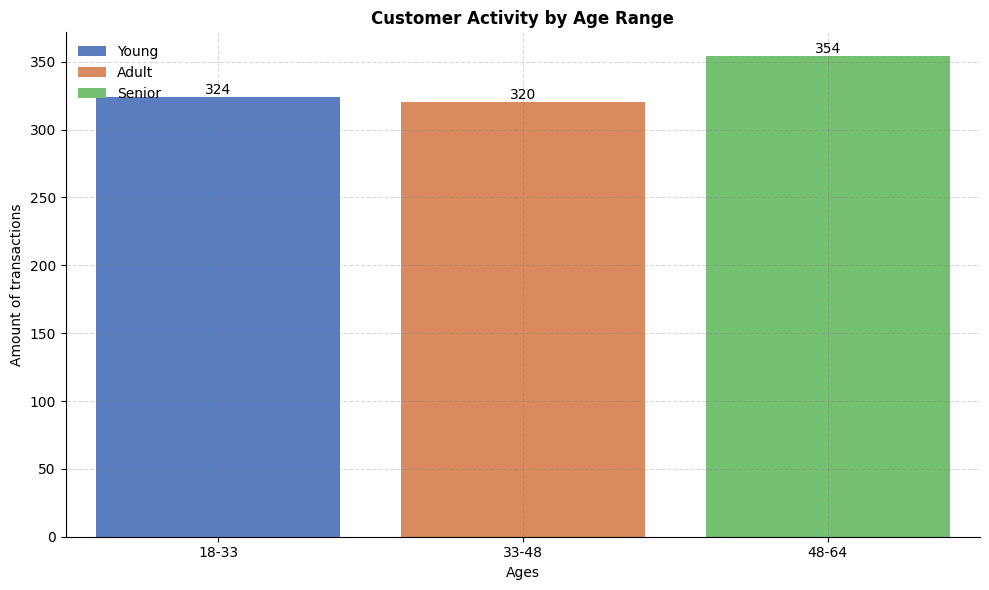 Customer Activity by Age Range
Young
Adult
Senior
324
320
354
350
300
250
200
150
100
50
0
Amount of transactions
18-33
33-48
48-64
Ages